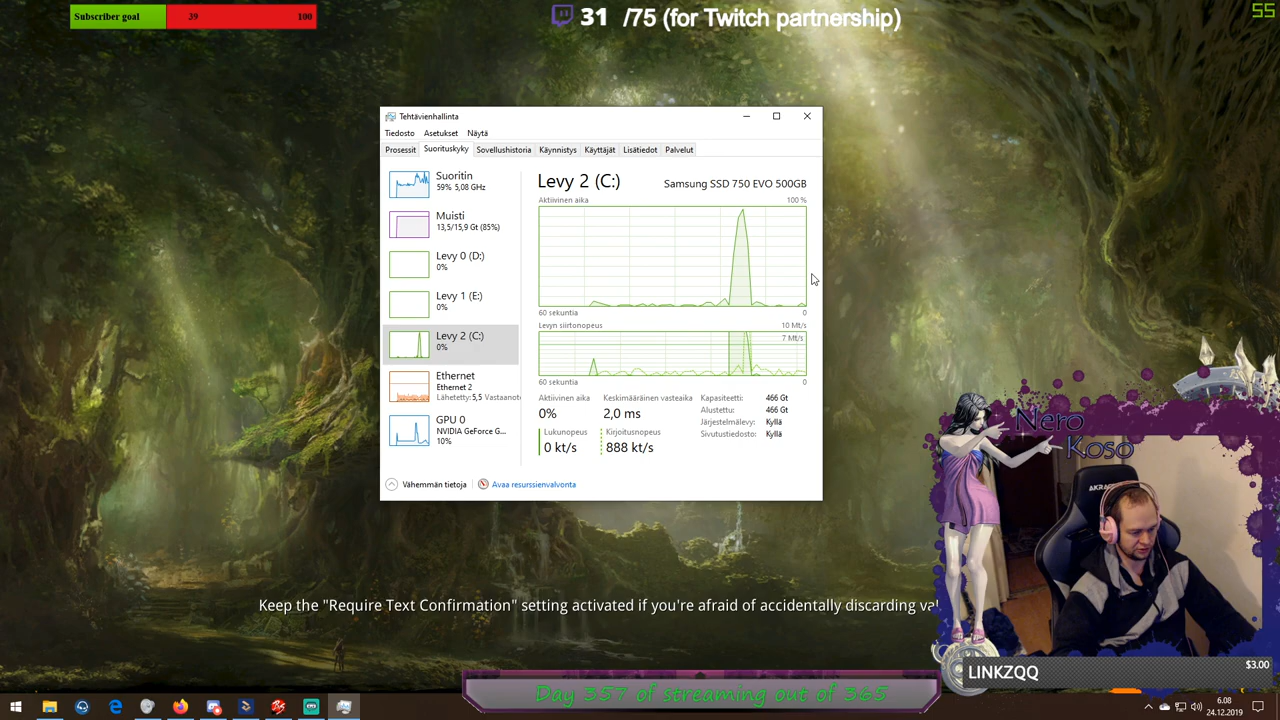 Subscriber goal 39 100
31 /75 (for Twitch partnership)
55
Tehtävienhallinta
Tiedosto Asetukset Näytä
Prosessit Suorituskyky Sovellushistoria Käynnistys Käyttäjät Lisätiedot Palvelut
Suoritin
59% 5,08 GHz
Muisti
13,5/15,9 Gt (85%)
Levy 0 (D:)
0%
Levy 1 (E:)
0%
Levy 2 (C:)
0%
Ethernet
Ethernet 2
Lähetetty: 5,5 Vastaanote
GPU 0
NVIDIA GeForce G...
10%
Levy 2 (C:) Samsung SSD 750 EVO 500GB
Aktiivinen aika 100 %
60 sekuntia 0
Levyn siirtonopeus 10 Mt/s
7 Mt/s
60 sekuntia 0
Aktiivinen aika Keskimääräinen vasteaika
0% 2,0 ms
Lukunopeus Kirjoitusnopeus
0 kt/s 888 kt/s
Kapasiteetti: 466 Gt
Alustettu: 466 Gt
Järjestelmälevy: Kyllä
Sivutustiedosto: Kyllä
Vähemmän tietoja Avaa resurssienvalvonta
Nero
Koso
AKRACING
Keep the "Require Text Confirmation" setting activated if you're afraid of accidentally discarding val
LINKZQQ $3.00
Day 357 of streaming out of 365
6.08
24.12.2019